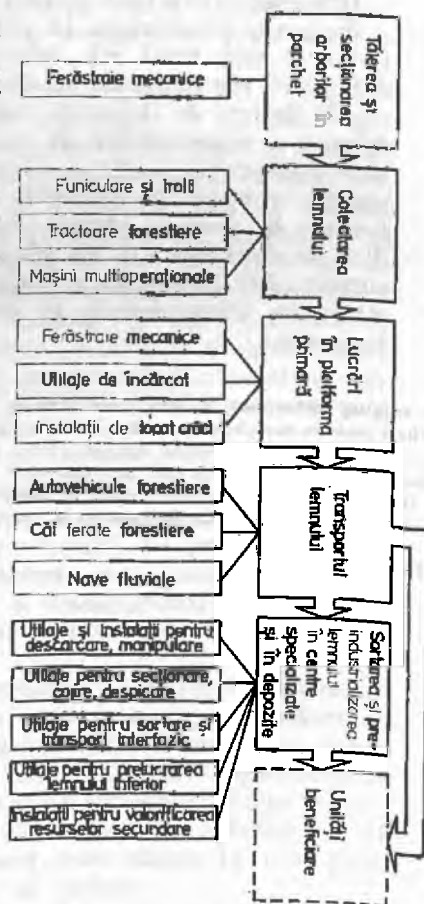 Tăierea și
secționarea
arborilor în
parchet
Ferăstraie mecanice
Colectarea
lemnului
Funiculare și trolii
Tractoare forestiere
Mașini multioperaționale
Lucrări
în platforma
primară
Ferăstraie mecanice
Utilaje de încărcat
instalații de tocat crăci
Transportul
lemnului
Autovehicule forestiere
Căi ferate forestiere
Nave fluviale
Sortarea și pre-
industrializarea
lemnului
în centre
specializate
și în depozite
Utilaje și instalații pentru
descărcare, manipulare
Utilaje pentru secționare,
cojire, despicare
Utilaje pentru sortare și
transport interfazic
Utilaje pentru prelucrarea
lemnului inferior
Instalații pentru valorificarea
resurselor secundare
Unități
beneficiare